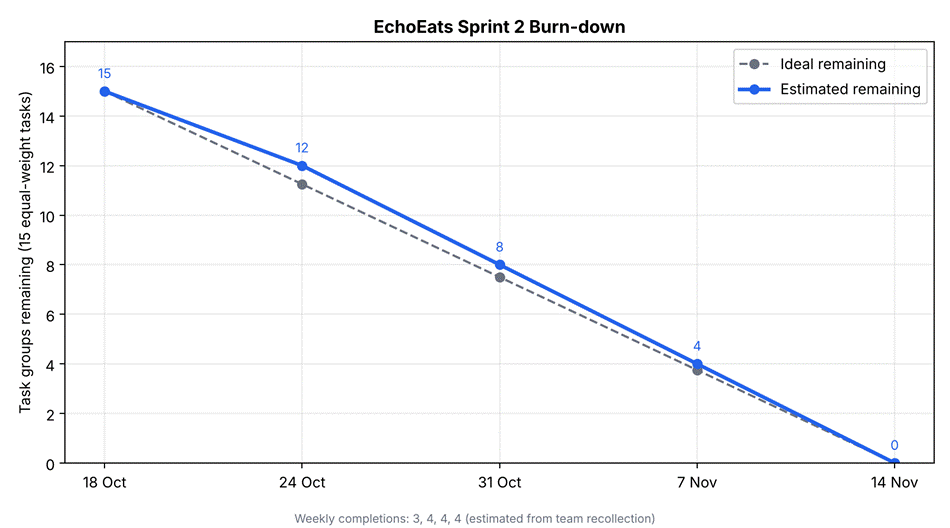 EchoEats Sprint 2 Burn-down
Task groups remaining (15 equal-weight tasks)
16
14
12
10
8
6
4
2
0
15
12
8
4
0
Ideal remaining
Estimated remaining
18 Oct
24 Oct
31 Oct
7 Nov
14 Nov
Weekly completions: 3, 4, 4, 4 (estimated from team recollection)